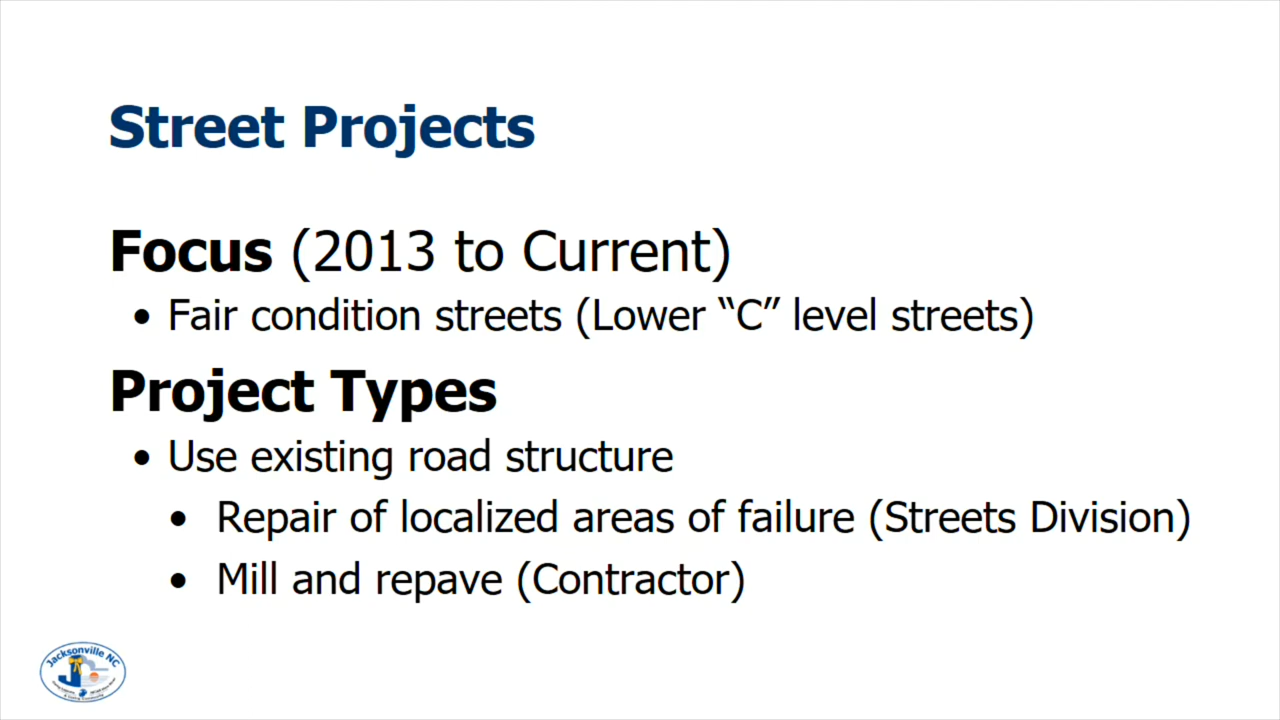 Street Projects
Focus (2013 to Current)
• Fair condition streets (Lower “C” level streets)
Project Types
• Use existing road structure
• Repair of localized areas of failure (Streets Division)
• Mill and repave (Contractor)
Jacksonville NC